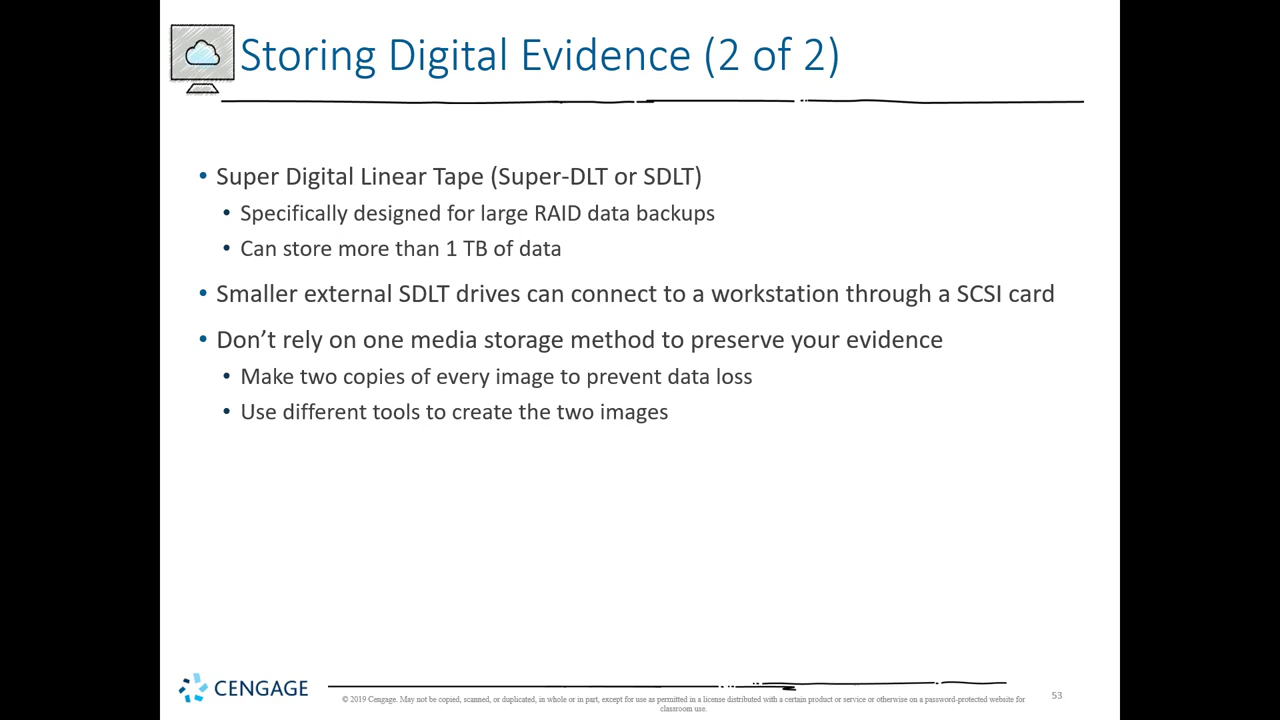 Storing Digital Evidence (2 of 2)
• Super Digital Linear Tape (Super-DLT or SDLT)
• Specifically designed for large RAID data backups
• Can store more than 1 TB of data
• Smaller external SDLT drives can connect to a workstation through a SCSI card
• Don’t rely on one media storage method to preserve your evidence
• Make two copies of every image to prevent data loss
• Use different tools to create the two images
CENGAGE
© 2019 Cengage. May not be copied, scanned, or duplicated, in whole or in part, except for use as permitted in a license distributed with a certain product or service or otherwise on a password-protected website for
classroom use.
53